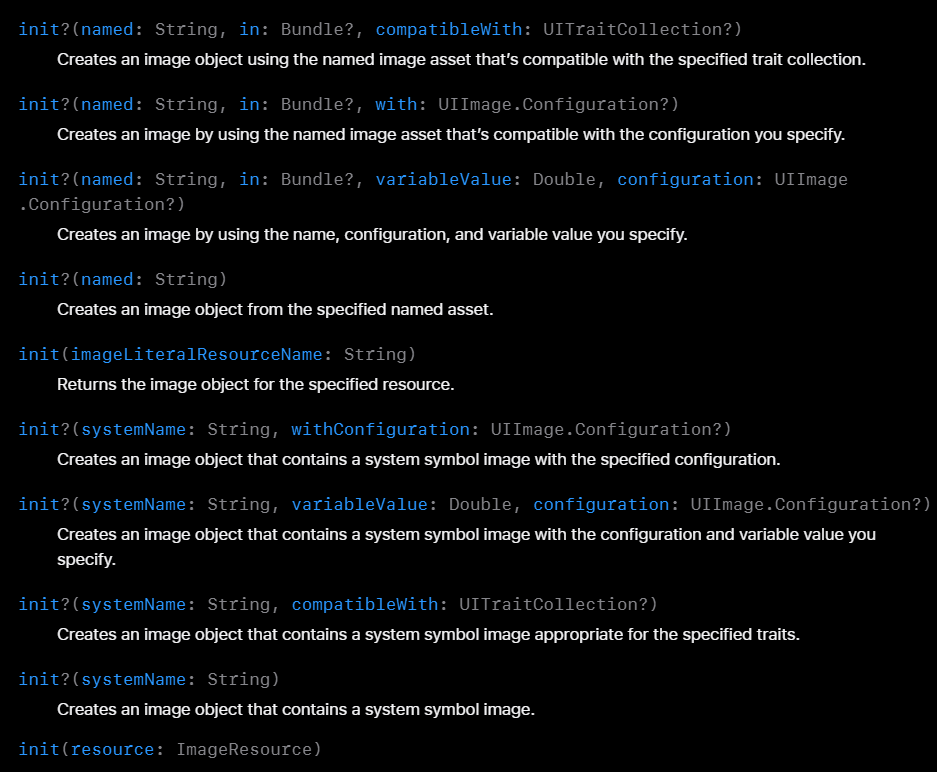 init?(named: String, in: Bundle?, compatibleWith: UITraitCollection?)
Creates an image object using the named image asset that’s compatible with the specified trait collection.
init?(named: String, in: Bundle?, with: UIImage.Configuration?)
Creates an image by using the named image asset that’s compatible with the configuration you specify.
init?(named: String, in: Bundle?, variableValue: Double, configuration: UIImage
.Configuration?)
Creates an image by using the name, configuration, and variable value you specify.
init?(named: String)
Creates an image object from the specified named asset.
init(imageLiteralResourceName: String)
Returns the image object for the specified resource.
init?(systemName: String, withConfiguration: UIImage.Configuration?)
Creates an image object that contains a system symbol image with the specified configuration.
init?(systemName: String, variableValue: Double, configuration: UIImage.Configuration?)
Creates an image object that contains a system symbol image with the configuration and variable value you
specify.
init?(systemName: String, compatibleWith: UITraitCollection?)
Creates an image object that contains a system symbol image appropriate for the specified traits.
init?(systemName: String)
Creates an image object that contains a system symbol image.
init(resource: ImageResource)